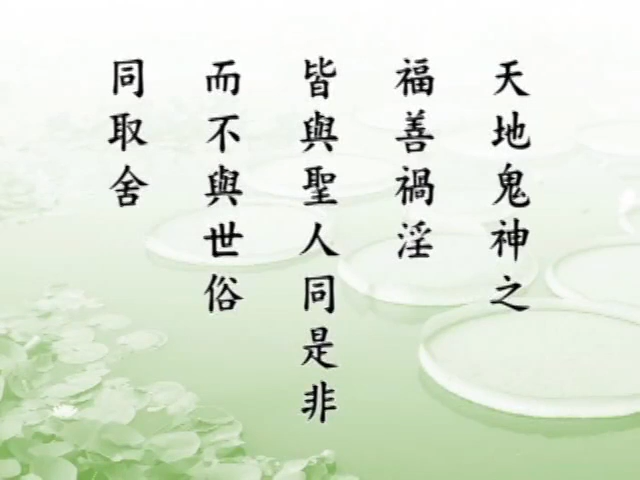 天地鬼神之
福善禍淫
皆與聖人同是非
而不與世俗
同取舍